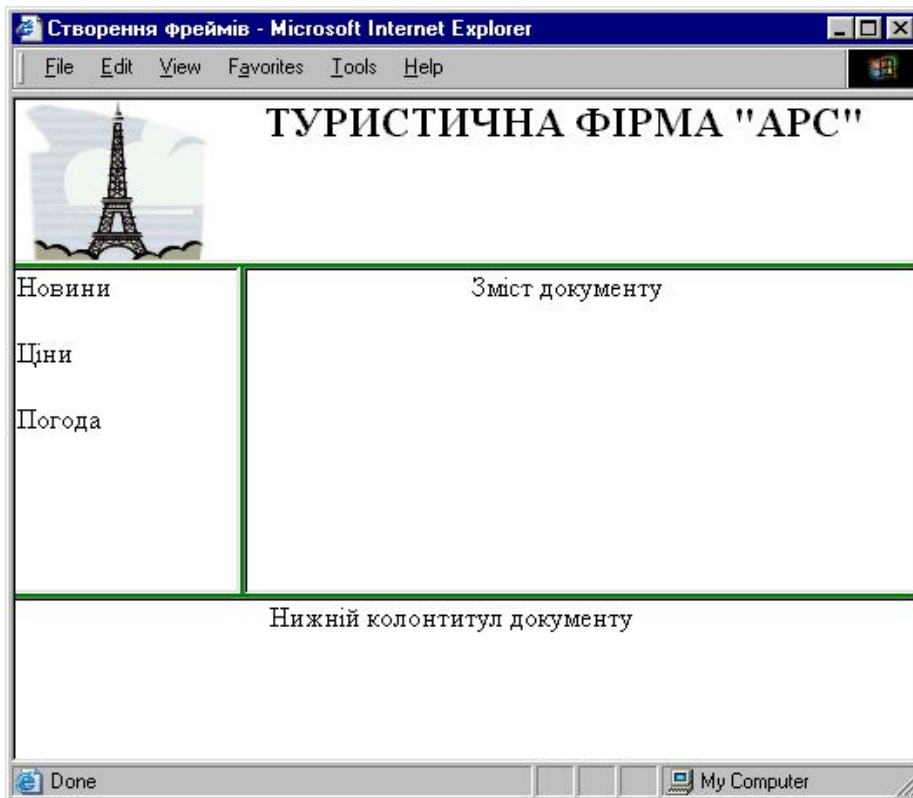 Створення фреймів - Microsoft Internet Explorer
File Edit View Favorites Tools Help
ТУРИСТИЧНА ФІРМА "АРС"
Новини
Зміст документу
Ціни
Погода
Нижній колонтитул документу
Done
My Computer